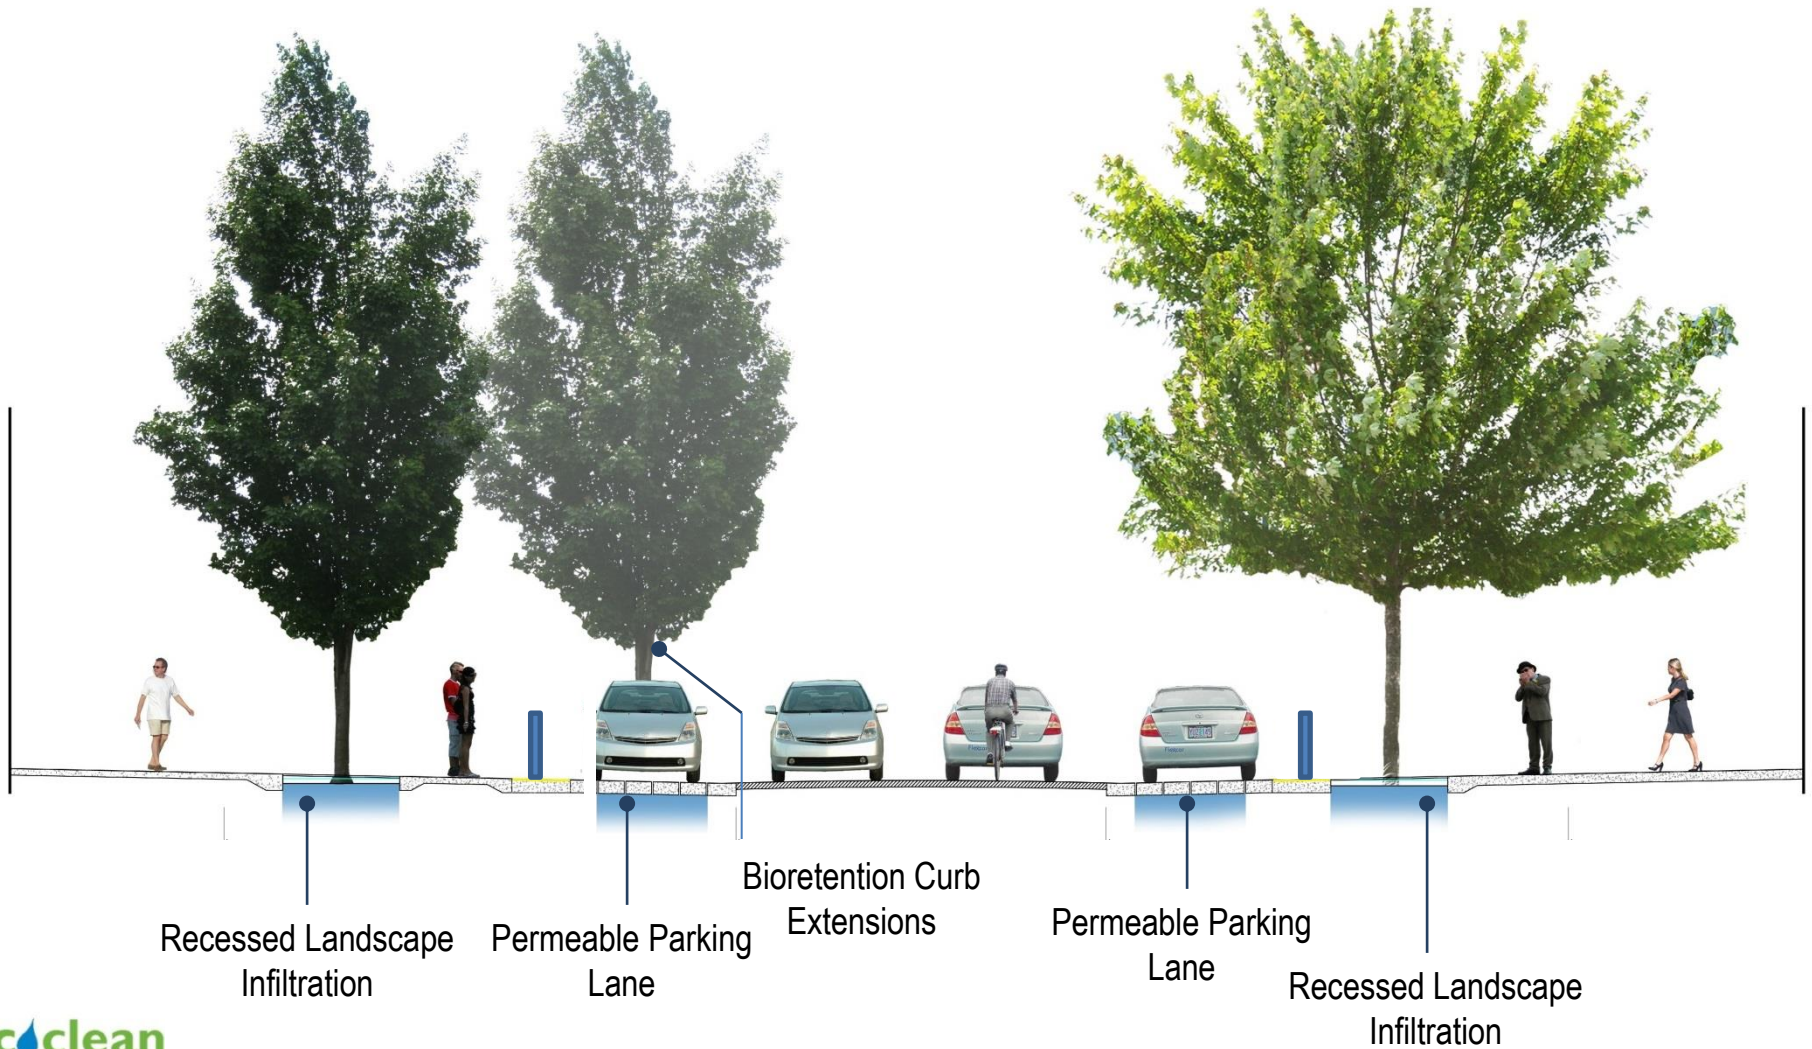 Bioretention Curb
Extensions
Recessed Landscape
Infiltration
Permeable Parking
Lane
Permeable Parking
Lane
Recessed Landscape
Infiltration
clean